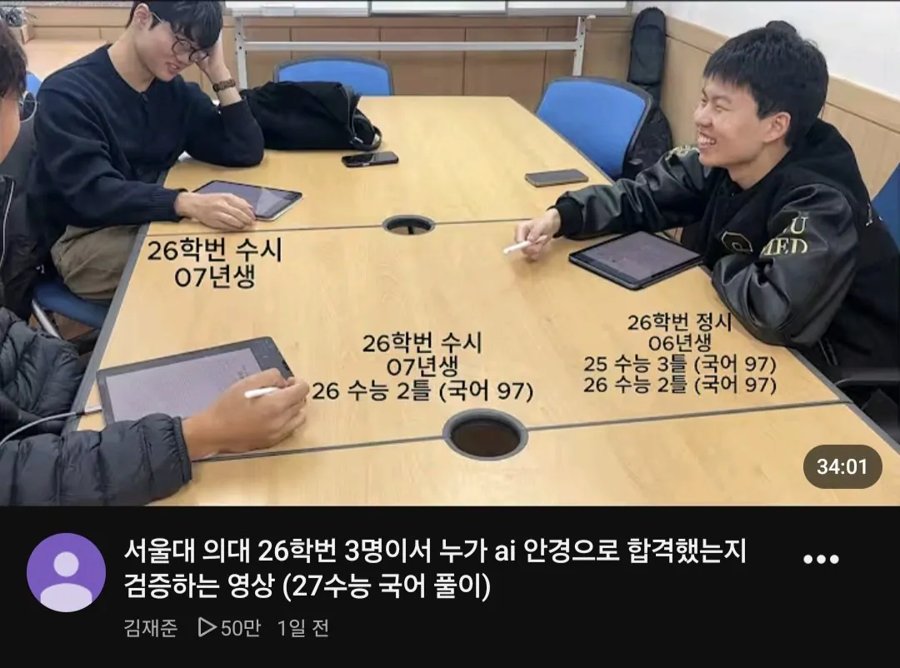 U
MED
26학번 수시
07년생
26학번 수시
07년생
26 수능 2틀 (국어 97)
26학번 정시
06년생
25 수능 3틀 (국어 97)
26 수능 2틀 (국어 97)
34:01
서울대 의대 26학번 3명이서 누가 ai 안경으로 합격했는지
검증하는 영상 (27수능 국어 풀이)
김재준 ▷50만 1일 전